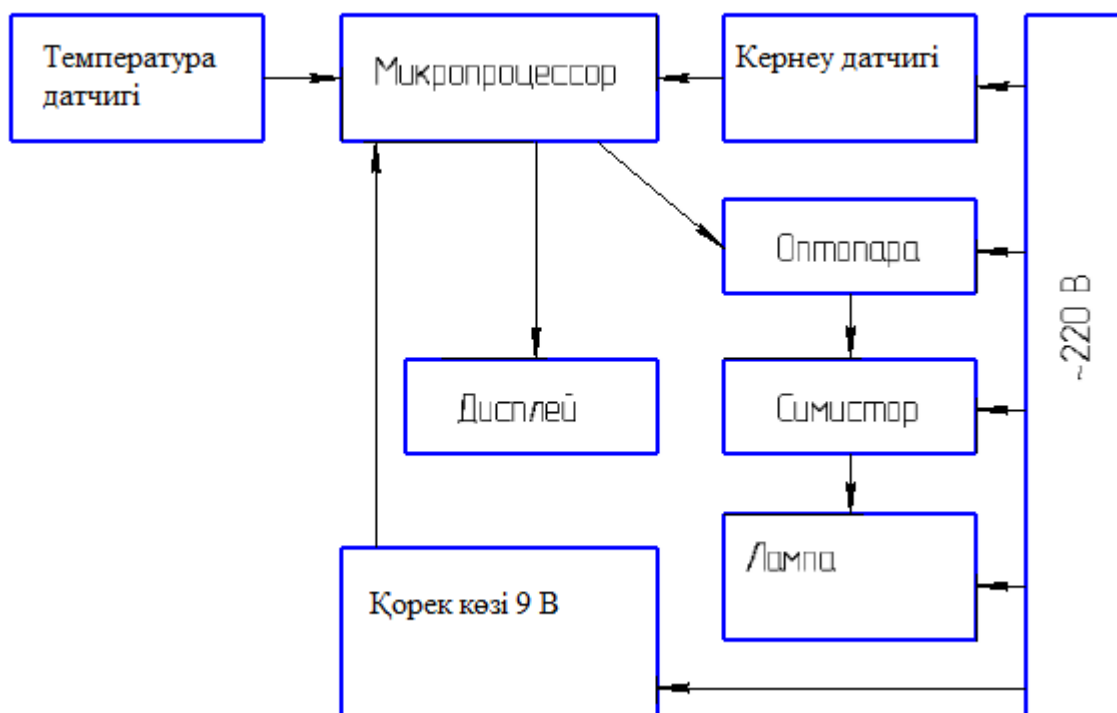 Температура
датчигі
Микропроцессор
Кернеу датчигі
Оптопара
~220 В
Дисплей
Симистор
Лампа
Қорек көзі 9 В